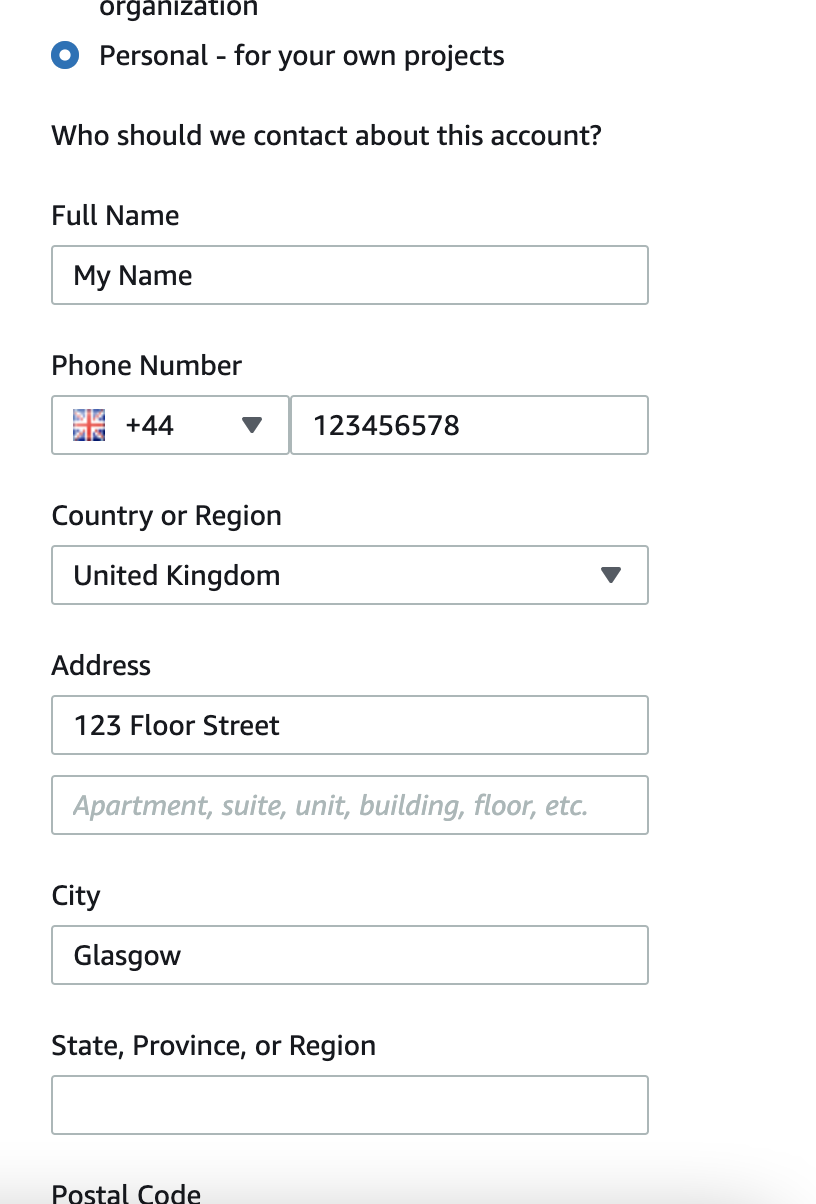 organization
Personal - for your own projects
Who should we contact about this account?
Full Name
My Name
Phone Number
+44 123456578
Country or Region
United Kingdom
Address
123 Floor Street
Apartment, suite, unit, building, floor, etc.
City
Glasgow
State, Province, or Region
Postal Code